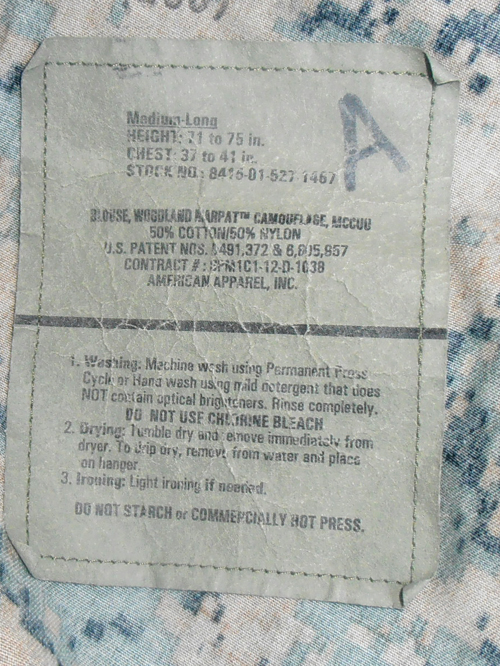 Medium-Long
HEIGHT: 71 to 75 in.
CHEST: 37 to 41 in.
STOCK NO.: 8415-01-527-1467
A
BLOUSE, WOODLAND MARPAT™ CAMOUFLAGE, MCCUU
50% COTTON/50% NYLON
U.S. PATENT NOS. 491,372 & 6,805,957
CONTRACT #: SPM1C1-12-D-1038
AMERICAN APPAREL, INC.
1. Washing: Machine wash using Permanent Press
Cycle or Hand wash using mild detergent that does
NOT contain optical brighteners. Rinse completely.
DO NOT USE CHLORINE BLEACH
2. Drying: Tumble dry and remove immediately from
dryer. To drip dry, remove from water and place
on hanger.
3. Ironing: Light ironing if needed.
DO NOT STARCH or COMMERCIALLY HOT PRESS.